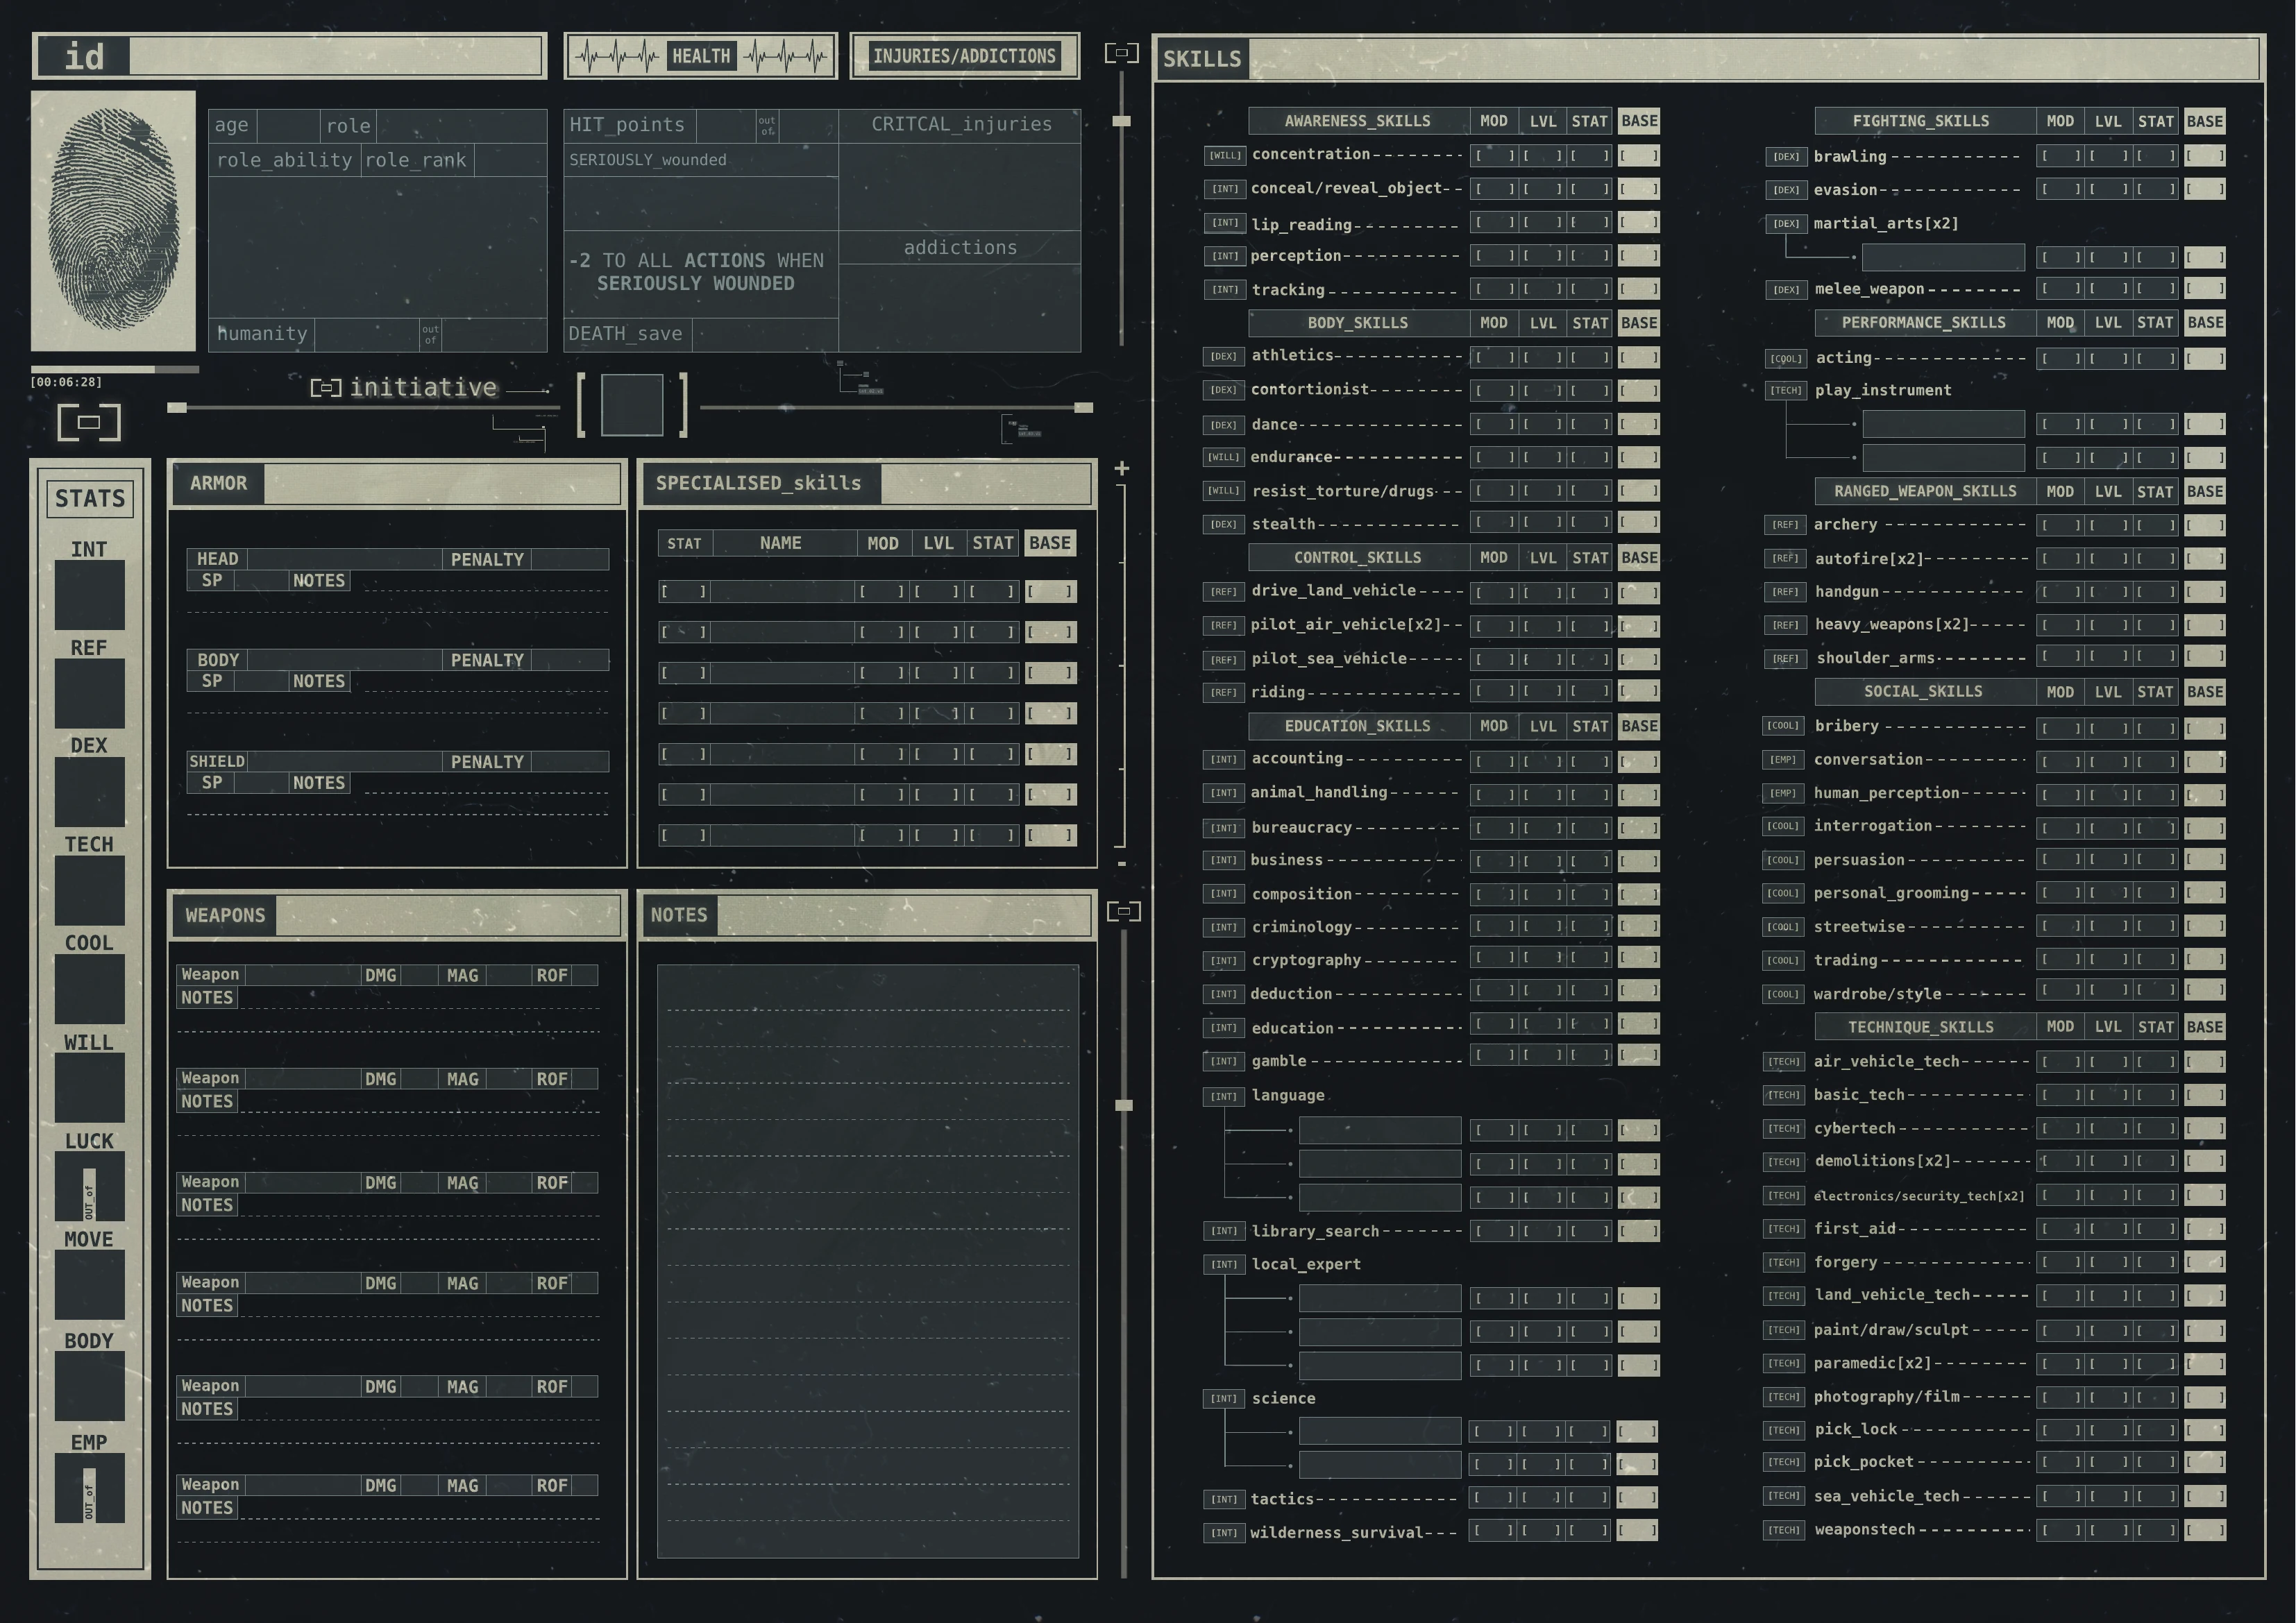 id
HEALTH
INJURIES/ADDICTIONS
age role
role_ability role_rank
humanity out of
HIT_points out of
SERIOUSLY_wounded
-2 TO ALL ACTIONS WHEN
SERIOUSLY WOUNDED
DEATH_save
CRITCAL_injuries
addictions
[00:06:28]
initiative
STATS
INT
REF
DEX
TECH
COOL
WILL
LUCK
OUT_of
MOVE
BODY
EMP
OUT_of
ARMOR
HEAD PENALTY
SP NOTES
BODY PENALTY
SP NOTES
SHIELD PENALTY
SP NOTES
SPECIALISED_skills
STAT NAME MOD LVL STAT BASE
[ ] [ ] [ ] [ ] [ ]
[ ] [ ] [ ] [ ] [ ]
[ ] [ ] [ ] [ ] [ ]
[ ] [ ] [ ] [ ] [ ]
[ ] [ ] [ ] [ ] [ ]
[ ] [ ] [ ] [ ] [ ]
[ ] [ ] [ ] [ ] [ ]
+
-
WEAPONS
Weapon DMG MAG ROF
NOTES
Weapon DMG MAG ROF
NOTES
Weapon DMG MAG ROF
NOTES
Weapon DMG MAG ROF
NOTES
Weapon DMG MAG ROF
NOTES
Weapon DMG MAG ROF
NOTES
NOTES
SKILLS
AWARENESS_SKILLS MOD LVL STAT BASE
[WILL] concentration [ ] [ ] [ ] [ ]
[INT] conceal/reveal_object [ ] [ ] [ ] [ ]
[INT] lip_reading [ ] [ ] [ ] [ ]
[INT] perception [ ] [ ] [ ] [ ]
[INT] tracking [ ] [ ] [ ] [ ]
BODY_SKILLS MOD LVL STAT BASE
[DEX] athletics [ ] [ ] [ ] [ ]
[DEX] contortionist [ ] [ ] [ ] [ ]
[DEX] dance [ ] [ ] [ ] [ ]
[WILL] endurance [ ] [ ] [ ] [ ]
[WILL] resist_torture/drugs [ ] [ ] [ ] [ ]
[DEX] stealth [ ] [ ] [ ] [ ]
CONTROL_SKILLS MOD LVL STAT BASE
[REF] drive_land_vehicle [ ] [ ] [ ] [ ]
[REF] pilot_air_vehicle[x2] [ ] [ ] [ ] [ ]
[REF] pilot_sea_vehicle [ ] [ ] [ ] [ ]
[REF] riding [ ] [ ] [ ] [ ]
EDUCATION_SKILLS MOD LVL STAT BASE
[INT] accounting [ ] [ ] [ ] [ ]
[INT] animal_handling [ ] [ ] [ ] [ ]
[INT] bureaucracy [ ] [ ] [ ] [ ]
[INT] business [ ] [ ] [ ] [ ]
[INT] composition [ ] [ ] [ ] [ ]
[INT] criminology [ ] [ ] [ ] [ ]
[INT] cryptography [ ] [ ] [ ] [ ]
[INT] deduction [ ] [ ] [ ] [ ]
[INT] education [ ] [ ] [ ] [ ]
[INT] gamble [ ] [ ] [ ] [ ]
[INT] language
[ ] [ ] [ ] [ ]
[ ] [ ] [ ] [ ]
[ ] [ ] [ ] [ ]
[INT] library_search [ ] [ ] [ ] [ ]
[INT] local_expert
[ ] [ ] [ ] [ ]
[ ] [ ] [ ] [ ]
[ ] [ ] [ ] [ ]
[INT] science
[ ] [ ] [ ] [ ]
[ ] [ ] [ ] [ ]
[INT] tactics [ ] [ ] [ ] [ ]
[INT] wilderness_survival [ ] [ ] [ ] [ ]
FIGHTING_SKILLS MOD LVL STAT BASE
[DEX] brawling [ ] [ ] [ ] [ ]
[DEX] evasion [ ] [ ] [ ] [ ]
[DEX] martial_arts[x2]
[ ] [ ] [ ] [ ]
[DEX] melee_weapon [ ] [ ] [ ] [ ]
PERFORMANCE_SKILLS MOD LVL STAT BASE
[COOL] acting [ ] [ ] [ ] [ ]
[TECH] play_instrument
[ ] [ ] [ ] [ ]
[ ] [ ] [ ] [ ]
RANGED_WEAPON_SKILLS MOD LVL STAT BASE
[REF] archery [ ] [ ] [ ] [ ]
[REF] autofire[x2] [ ] [ ] [ ] [ ]
[REF] handgun [ ] [ ] [ ] [ ]
[REF] heavy_weapons[x2] [ ] [ ] [ ] [ ]
[REF] shoulder_arms [ ] [ ] [ ] [ ]
SOCIAL_SKILLS MOD LVL STAT BASE
[COOL] bribery [ ] [ ] [ ] [ ]
[EMP] conversation [ ] [ ] [ ] [ ]
[EMP] human_perception [ ] [ ] [ ] [ ]
[COOL] interrogation [ ] [ ] [ ] [ ]
[COOL] persuasion [ ] [ ] [ ] [ ]
[COOL] personal_grooming [ ] [ ] [ ] [ ]
[COOL] streetwise [ ] [ ] [ ] [ ]
[COOL] trading [ ] [ ] [ ] [ ]
[COOL] wardrobe/style [ ] [ ] [ ] [ ]
TECHNIQUE_SKILLS MOD LVL STAT BASE
[TECH] air_vehicle_tech [ ] [ ] [ ] [ ]
[TECH] basic_tech [ ] [ ] [ ] [ ]
[TECH] cybertech [ ] [ ] [ ] [ ]
[TECH] demolitions[x2] [ ] [ ] [ ] [ ]
[TECH] electronics/security_tech[x2] [ ] [ ] [ ] [ ]
[TECH] first_aid [ ] [ ] [ ] [ ]
[TECH] forgery [ ] [ ] [ ] [ ]
[TECH] land_vehicle_tech [ ] [ ] [ ] [ ]
[TECH] paint/draw/sculpt [ ] [ ] [ ] [ ]
[TECH] paramedic[x2] [ ] [ ] [ ] [ ]
[TECH] photography/film [ ] [ ] [ ] [ ]
[TECH] pick_lock [ ] [ ] [ ] [ ]
[TECH] pick_pocket [ ] [ ] [ ] [ ]
[TECH] sea_vehicle_tech [ ] [ ] [ ] [ ]
[TECH] weaponstech [ ] [ ] [ ] [ ]